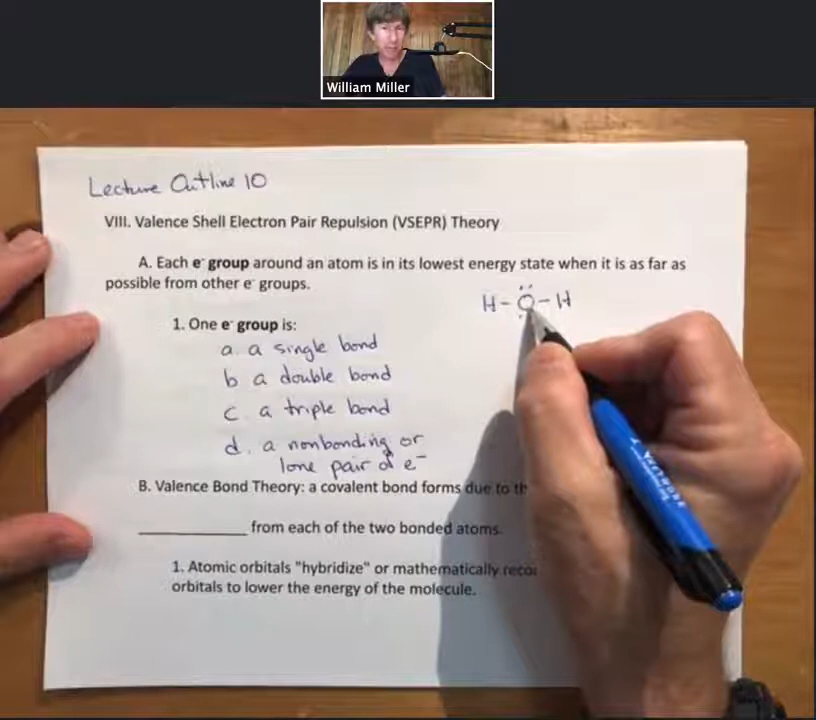 William Miller
Lecture Outline 10
VIII. Valence Shell Electron Pair Repulsion (VSEPR) Theory
A. Each e⁻ group around an atom is in its lowest energy state when it is as far as
possible from other e⁻ groups.
H-Ö-H
1. One e⁻ group is:
a. a single bond
b a double bond
c. a triple bond
d. a nonbonding or
lone pair of e⁻
B. Valence Bond Theory: a covalent bond forms due to th
__________ from each of the two bonded atoms.
1. Atomic orbitals "hybridize" or mathematically reco
orbitals to lower the energy of the molecule.